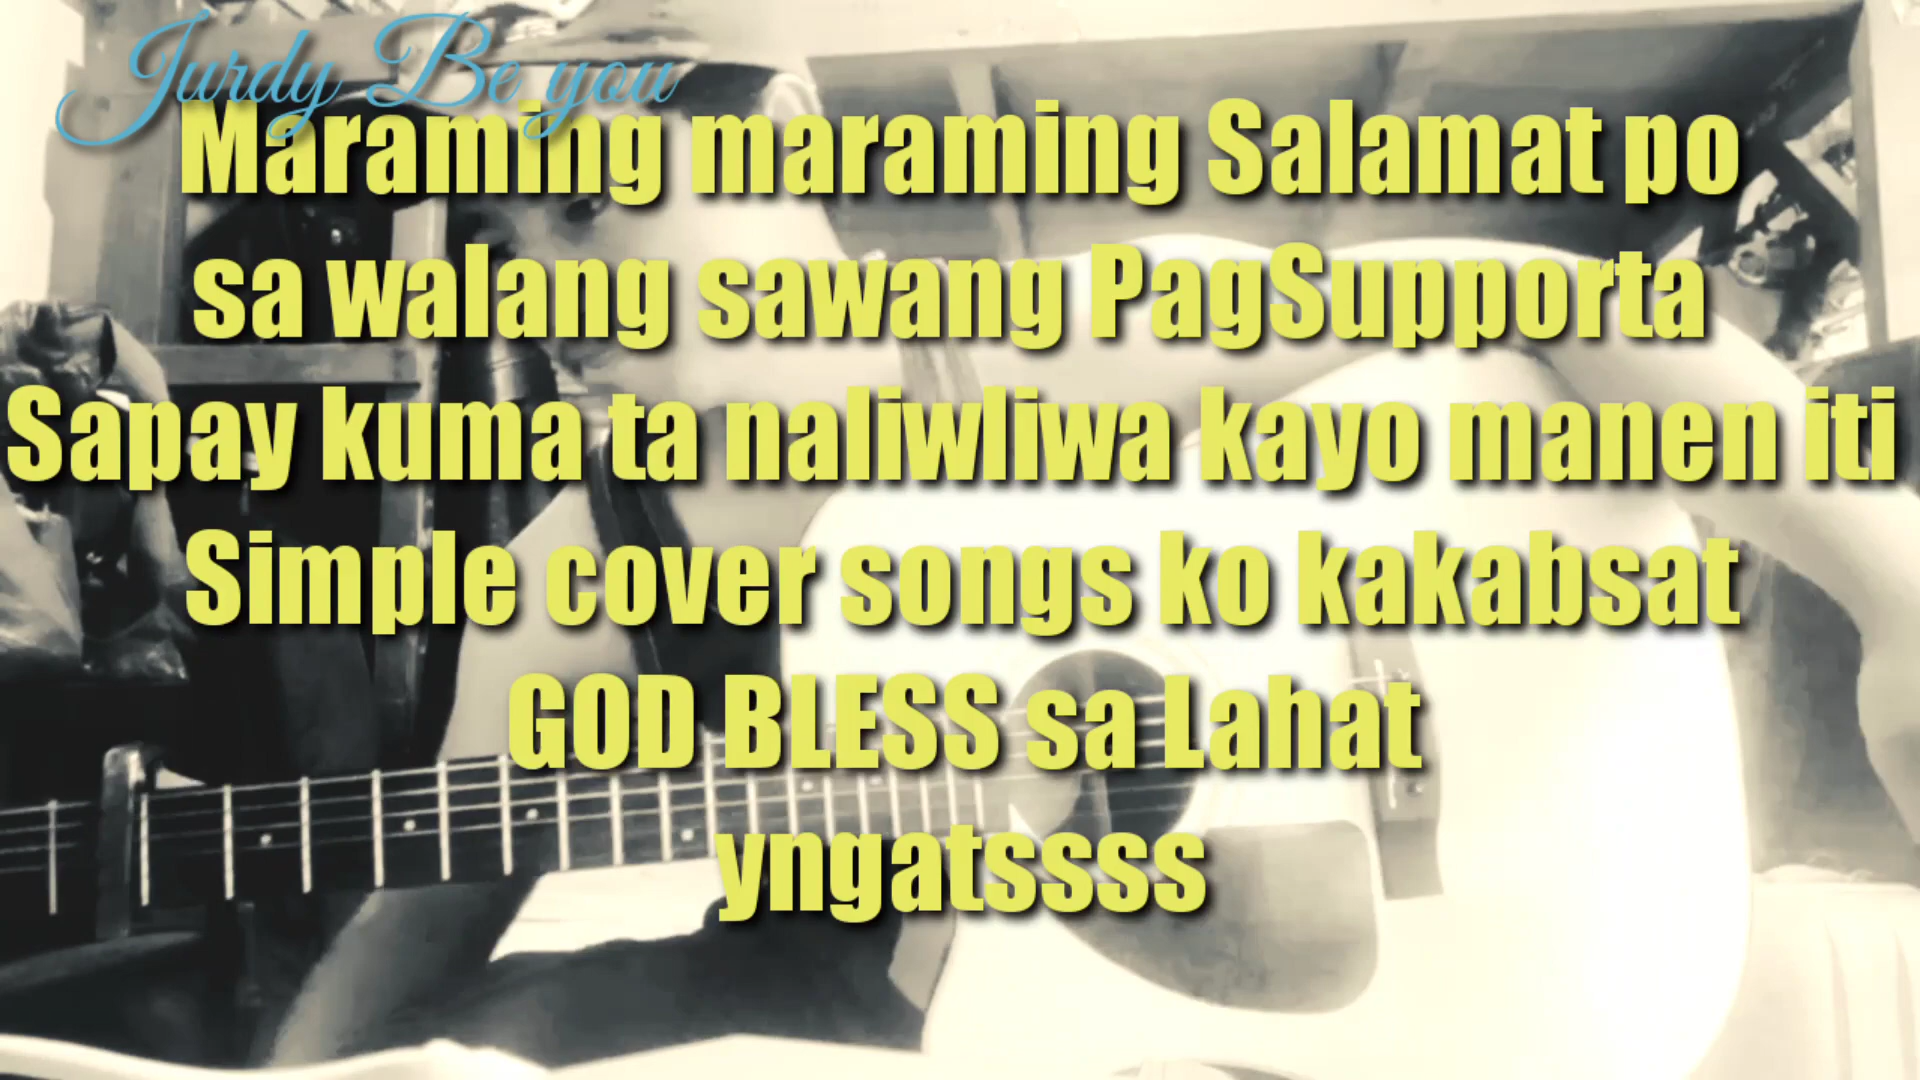 Jurdy Be you
Maraming maraming Salamat po
sa walang sawang PagSupporta
Sapay kuma ta naliwliwa kayo manen iti
Simple cover songs ko kakabsat
GOD BLESS sa Lahat
yngatssss